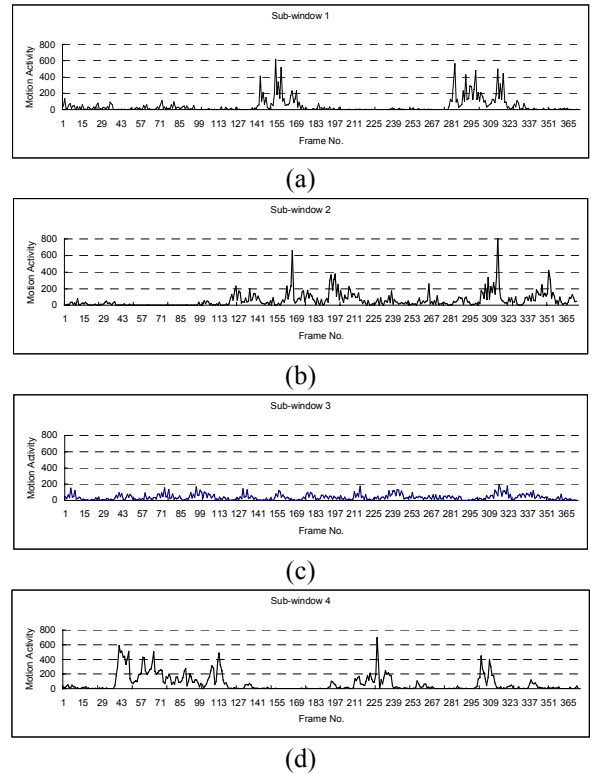 Sub-window 1
Motion Activity
800
600
400
200
0
1 15 29 43 57 71 85 99 113 127 141 155 169 183 197 211 225 239 253 267 281 295 309 323 337 351 365
Frame No.
(a)
Sub-window 2
Motion Activity
800
600
400
200
0
1 15 29 43 57 71 85 99 113 127 141 155 169 183 197 211 225 239 253 267 281 295 309 323 337 351 365
Frame No.
(b)
Sub-window 3
Motion Activity
800
600
400
200
0
1 15 29 43 57 71 85 99 113 127 141 155 169 183 197 211 225 239 253 267 281 295 309 323 337 351 365
Frame No.
(c)
Sub-window 4
Motion Activity
800
600
400
200
0
1 15 29 43 57 71 85 99 113 127 141 155 169 183 197 211 225 239 253 267 281 295 309 323 337 351 365
Frame No.
(d)